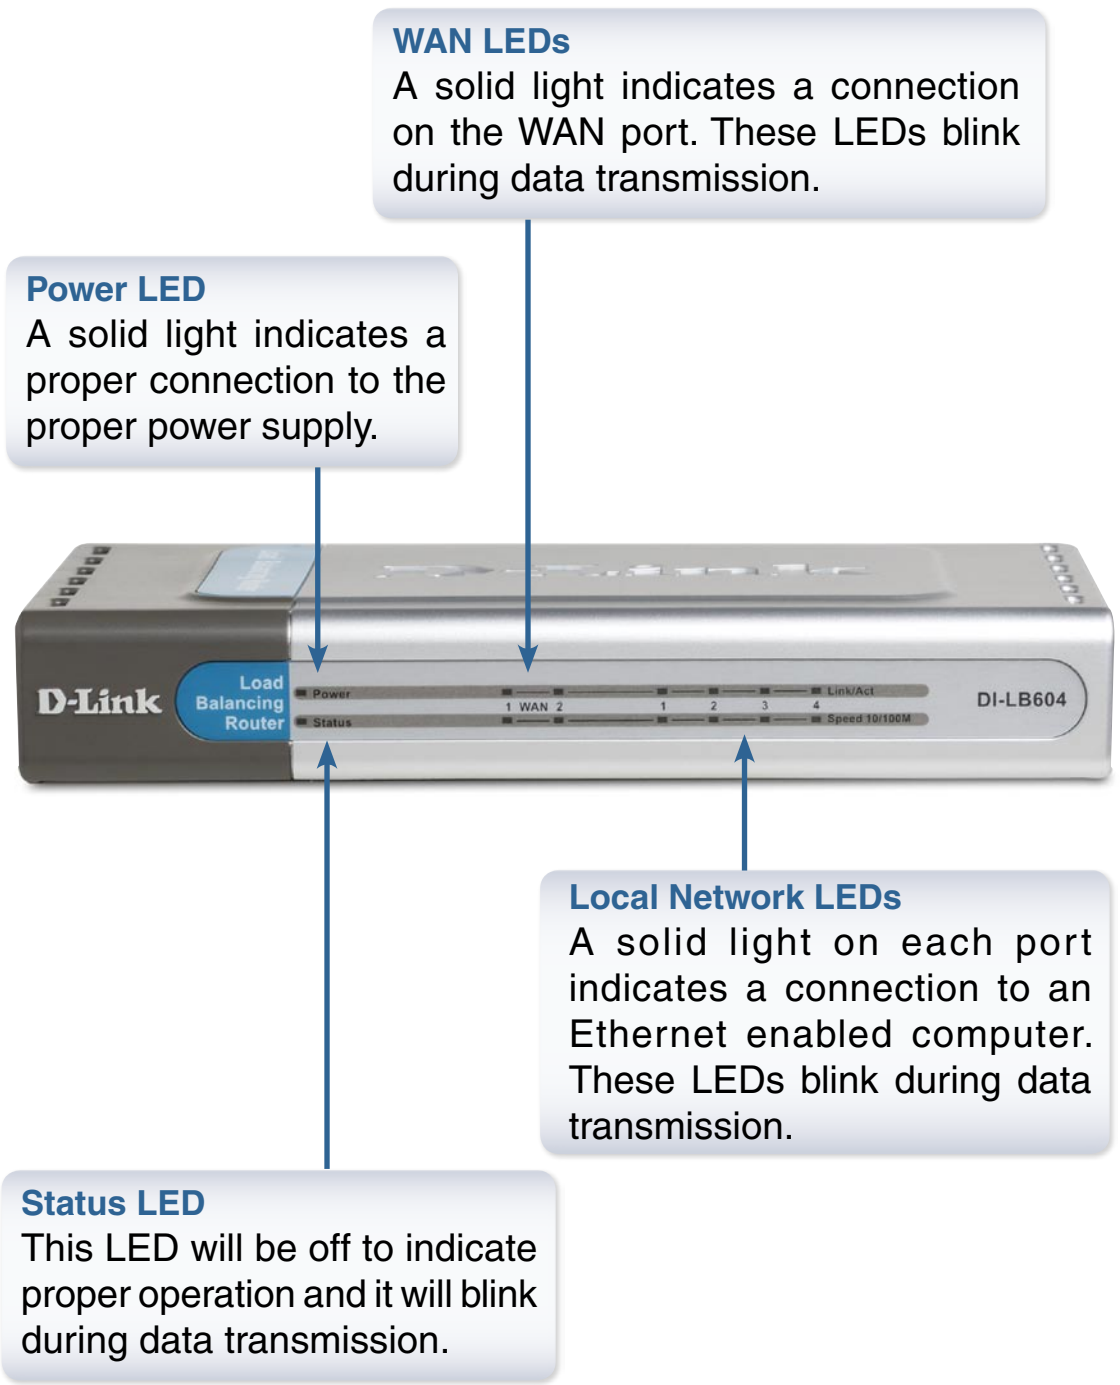 WAN LEDs
A solid light indicates a connection
on the WAN port. These LEDs blink
during data transmission.
Power LED
A solid light indicates a
proper connection to the
proper power supply.
D-Link
D-Link
Load
Balancing
Router
Power
Status
1 WAN 2
1 2 3 4
Link/Act
Speed 10/100M
DI-LB604
Local Network LEDs
A solid light on each port
indicates a connection to an
Ethernet enabled computer.
These LEDs blink during data
transmission.
Status LED
This LED will be off to indicate
proper operation and it will blink
during data transmission.